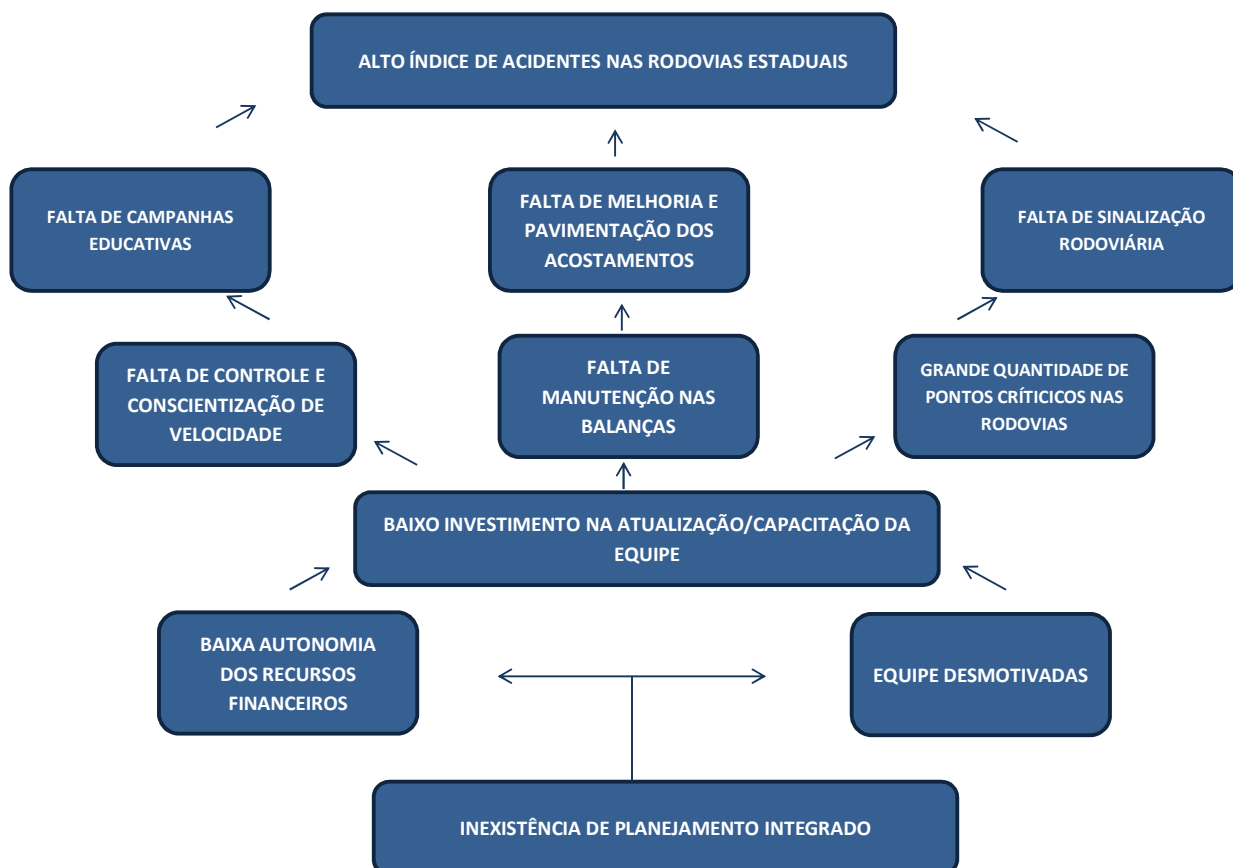 ALTO ÍNDICE DE ACIDENTES NAS RODOVIAS ESTADUAIS
FALTA DE CAMPANHAS
EDUCATIVAS
FALTA DE MELHORIA E
PAVIMENTAÇÃO DOS
ACOSTAMENTOS
FALTA DE SINALIZAÇÃO
RODOVIÁRIA
FALTA DE CONTROLE E
CONSCIENTIZAÇÃO DE
VELOCIDADE
FALTA DE
MANUTENÇÃO NAS
BALANÇAS
GRANDE QUANTIDADE DE
PONTOS CRÍTICICOS NAS
RODOVIAS
BAIXO INVESTIMENTO NA ATUALIZAÇÃO/CAPACITAÇÃO DA
EQUIPE
BAIXA AUTONOMIA
DOS RECURSOS
FINANCEIROS
EQUIPE DESMOTIVADAS
INEXISTÊNCIA DE PLANEJAMENTO INTEGRADO